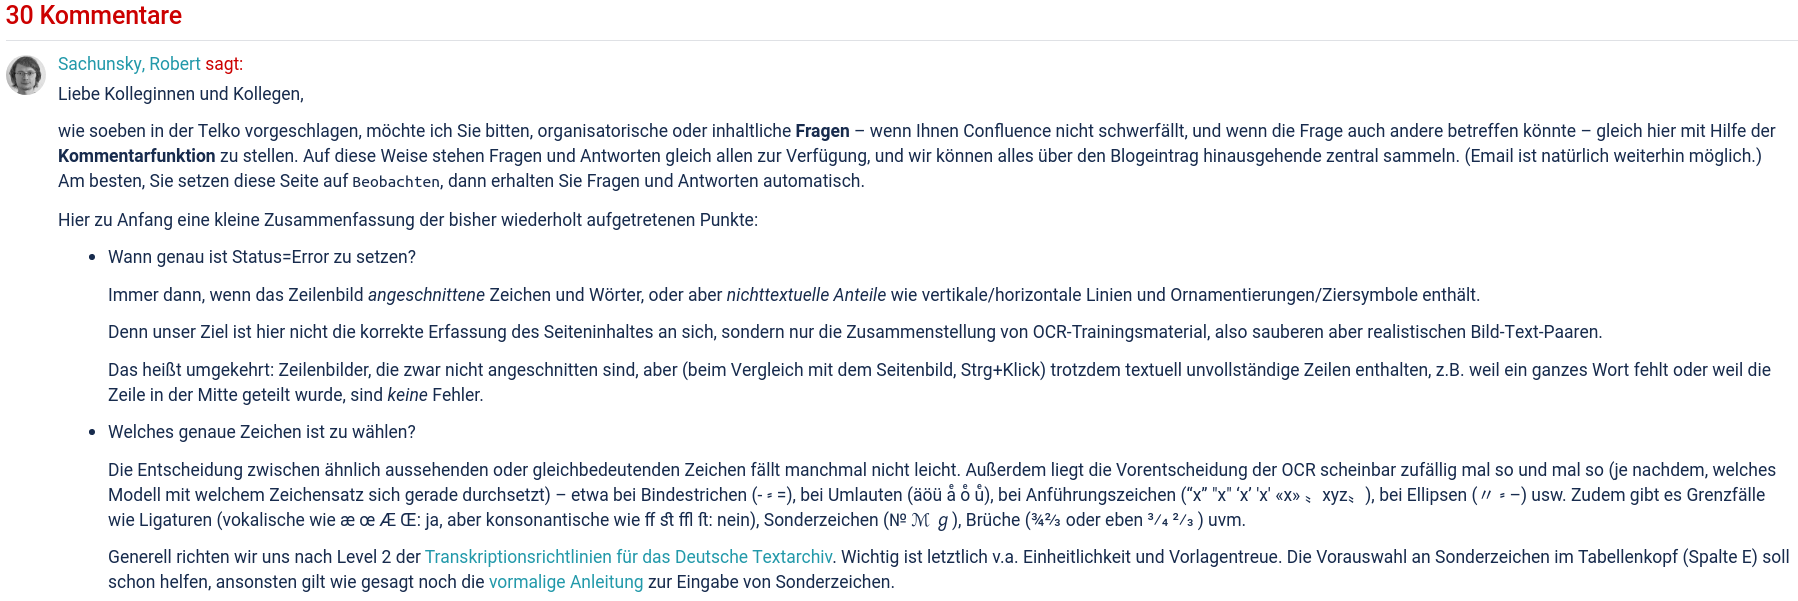 30 Kommentare
Sachunsky, Robert sagt:
Liebe Kolleginnen und Kollegen,
wie soeben in der Telko vorgeschlagen, möchte ich Sie bitten, organisatorische oder inhaltliche Fragen – wenn Ihnen Confluence nicht schwerfällt, und wenn die Frage auch andere betreffen könnte – gleich hier mit Hilfe der
Kommentarfunktion zu stellen. Auf diese Weise stehen Fragen und Antworten gleich allen zur Verfügung, und wir können alles über den Blogeintrag hinausgehende zentral sammeln. (Email ist natürlich weiterhin möglich.)
Am besten, Sie setzen diese Seite auf Beobachten, dann erhalten Sie Fragen und Antworten automatisch.
Hier zu Anfang eine kleine Zusammenfassung der bisher wiederholt aufgetretenen Punkte:
• Wann genau ist Status=Error zu setzen?
Immer dann, wenn das Zeilenbild angeschnittene Zeichen und Wörter, oder aber nichttextuelle Anteile wie vertikale/horizontale Linien und Ornamentierungen/Ziersymbole enthält.
Denn unser Ziel ist hier nicht die korrekte Erfassung des Seiteninhaltes an sich, sondern nur die Zusammenstellung von OCR-Trainingsmaterial, also sauberen aber realistischen Bild-Text-Paaren.
Das heißt umgekehrt: Zeilenbilder, die zwar nicht angeschnitten sind, aber (beim Vergleich mit dem Seitenbild, Strg+Klick) trotzdem textuell unvollständige Zeilen enthalten, z.B. weil ein ganzes Wort fehlt oder weil die
Zeile in der Mitte geteilt wurde, sind keine Fehler.
• Welches genaue Zeichen ist zu wählen?
Die Entscheidung zwischen ähnlich aussehenden oder gleichbedeutenden Zeichen fällt manchmal nicht leicht. Außerdem liegt die Vorentscheidung der OCR scheinbar zufällig mal so und mal so (je nachdem, welches
Modell mit welchem Zeichensatz sich gerade durchsetzt) – etwa bei Bindestrichen (- ⸗ =), bei Umlauten (äöü aͤ oͤ uͤ), bei Anführungszeichen (“x” "x" ‘x’ 'x' «x» 〟 xyz〟 ), bei Ellipsen ( 〃 ⸗ –) usw. Zudem gibt es Grenzfälle
wie Ligaturen (vokalische wie æ œ Æ Œ: ja, aber konsonantische wie ﬀ ﬆ ﬄ ﬅ: nein), Sonderzeichen (№ ℳ ℊ ), Brüche (¾⅔ oder eben ³⁄₄ ²⁄₃ ) uvm.
Generell richten wir uns nach Level 2 der Transkriptionsrichtlinien für das Deutsche Textarchiv. Wichtig ist letztlich v.a. Einheitlichkeit und Vorlagentreue. Die Vorauswahl an Sonderzeichen im Tabellenkopf (Spalte E) soll
schon helfen, ansonsten gilt wie gesagt noch die vormalige Anleitung zur Eingabe von Sonderzeichen.